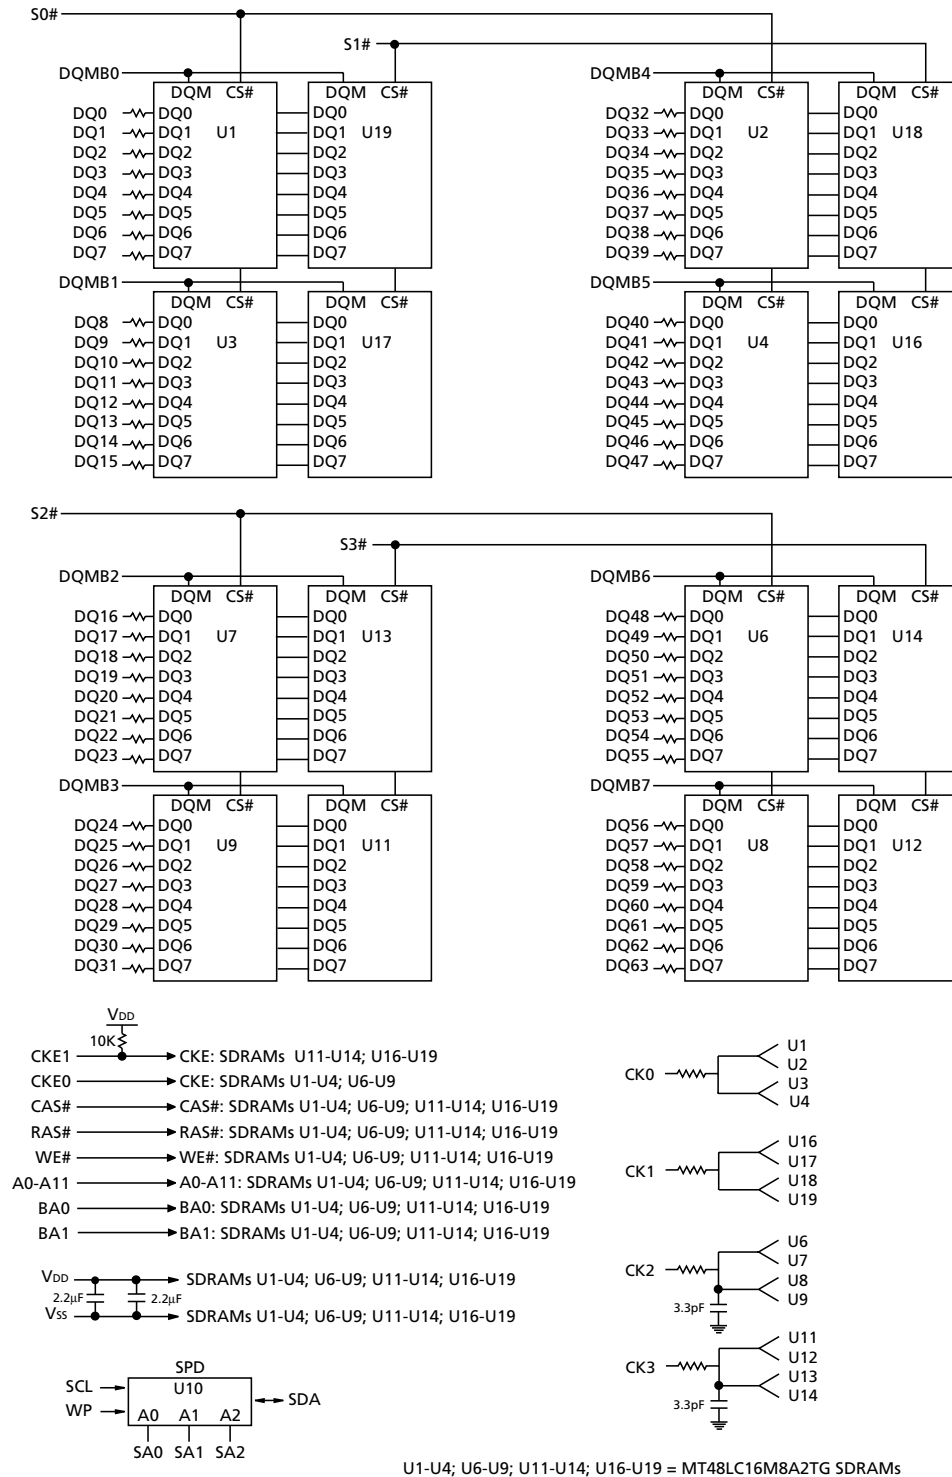 S0#
S1#
DQMB0 DQMB4
DQM CS# DQM CS# DQM CS# DQM CS#
DQ0 DQ0 DQ0 DQ32 DQ0 DQ0
DQ1 DQ1 U1 DQ1 U19 DQ33 DQ1 U2 DQ1 U18
DQ2 DQ2 DQ2 DQ34 DQ2 DQ2
DQ3 DQ3 DQ3 DQ35 DQ3 DQ3
DQ4 DQ4 DQ4 DQ36 DQ4 DQ4
DQ5 DQ5 DQ5 DQ37 DQ5 DQ5
DQ6 DQ6 DQ6 DQ38 DQ6 DQ6
DQ7 DQ7 DQ7 DQ39 DQ7 DQ7
DQMB1 DQMB5
DQM CS# DQM CS# DQM CS# DQM CS#
DQ8 DQ0 DQ0 DQ40 DQ0 DQ0
DQ9 DQ1 U3 DQ1 U17 DQ41 DQ1 U4 DQ1 U16
DQ10 DQ2 DQ2 DQ42 DQ2 DQ2
DQ11 DQ3 DQ3 DQ43 DQ3 DQ3
DQ12 DQ4 DQ4 DQ44 DQ4 DQ4
DQ13 DQ5 DQ5 DQ45 DQ5 DQ5
DQ14 DQ6 DQ6 DQ46 DQ6 DQ6
DQ15 DQ7 DQ7 DQ47 DQ7 DQ7
S2#
S3#
DQMB2 DQMB6
DQM CS# DQM CS# DQM CS# DQM CS#
DQ16 DQ0 DQ0 DQ48 DQ0 DQ0
DQ17 DQ1 U7 DQ1 U13 DQ49 DQ1 U6 DQ1 U14
DQ18 DQ2 DQ2 DQ50 DQ2 DQ2
DQ19 DQ3 DQ3 DQ51 DQ3 DQ3
DQ20 DQ4 DQ4 DQ52 DQ4 DQ4
DQ21 DQ5 DQ5 DQ53 DQ5 DQ5
DQ22 DQ6 DQ6 DQ54 DQ6 DQ6
DQ23 DQ7 DQ7 DQ55 DQ7 DQ7
DQMB3 DQMB7
DQM CS# DQM CS# DQM CS# DQM CS#
DQ24 DQ0 DQ0 DQ56 DQ0 DQ0
DQ25 DQ1 U9 DQ1 U11 DQ57 DQ1 U8 DQ1 U12
DQ26 DQ2 DQ2 DQ58 DQ2 DQ2
DQ27 DQ3 DQ3 DQ59 DQ3 DQ3
DQ28 DQ4 DQ4 DQ60 DQ4 DQ4
DQ29 DQ5 DQ5 DQ61 DQ5 DQ5
DQ30 DQ6 DQ6 DQ62 DQ6 DQ6
DQ31 DQ7 DQ7 DQ63 DQ7 DQ7
VDD
10K
CKE1 CKE: SDRAMs U11-U14; U16-U19
CKE0 CKE: SDRAMs U1-U4; U6-U9
CAS# CAS#: SDRAMs U1-U4; U6-U9; U11-U14; U16-U19
RAS# RAS#: SDRAMs U1-U4; U6-U9; U11-U14; U16-U19
WE# WE#: SDRAMs U1-U4; U6-U9; U11-U14; U16-U19
A0-A11 A0-A11: SDRAMs U1-U4; U6-U9; U11-U14; U16-U19
BA0 BA0: SDRAMs U1-U4; U6-U9; U11-U14; U16-U19
BA1 BA1: SDRAMs U1-U4; U6-U9; U11-U14; U16-U19
VDD SDRAMs U1-U4; U6-U9; U11-U14; U16-U19
2.2µF 2.2µF
VSS SDRAMs U1-U4; U6-U9; U11-U14; U16-U19
SPD
SCL U10 SDA
WP A0 A1 A2
SA0 SA1 SA2
U1
U2
CK0
U3
U4
U16
U17
CK1
U18
U19
U6
U7
CK2
U8
U9
3.3pF
U11
U12
CK3
U13
U14
3.3pF
U1-U4; U6-U9; U11-U14; U16-U19 = MT48LC16M8A2TG SDRAMs